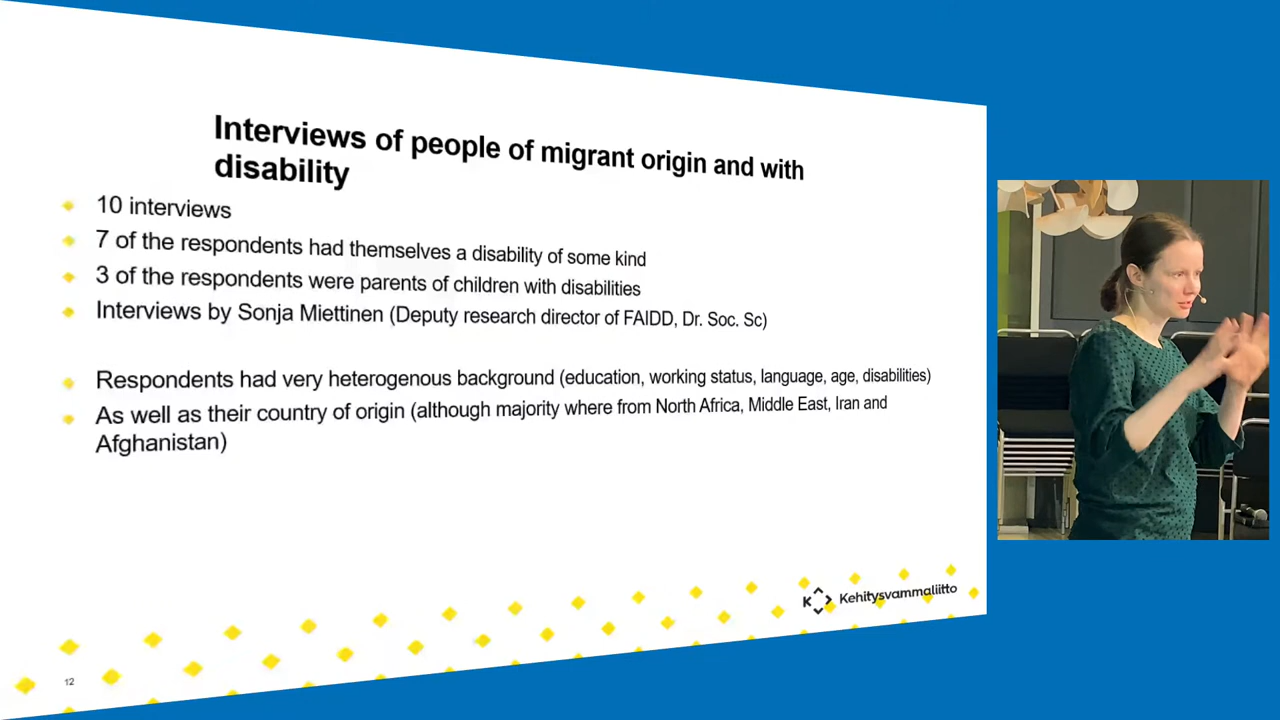 Interviews of people of migrant origin and with
disability
10 interviews
7 of the respondents had themselves a disability of some kind
3 of the respondents were parents of children with disabilities
Interviews by Sonja Miettinen (Deputy research director of FAIDD, Dr. Soc. Sc)
Respondents had very heterogenous background (education, working status, language, age, disabilities)
As well as their country of origin (although majority where from North Africa, Middle East, Iran and
Afghanistan)
K Kehitysvammaliitto
12